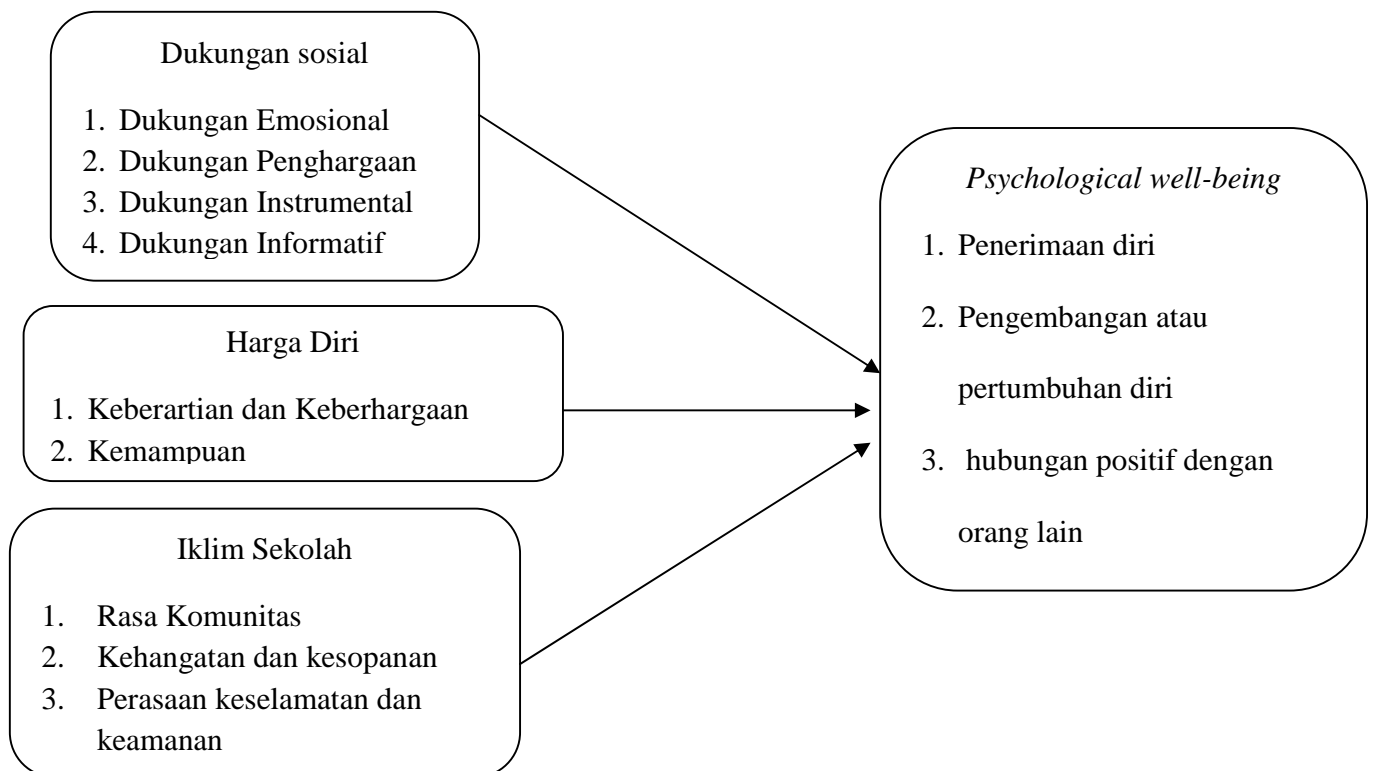 Dukungan sosial
1. Dukungan Emosional
2. Dukungan Penghargaan
3. Dukungan Instrumental
4. Dukungan Informatif
Harga Diri
1. Keberartian dan Keberhargaan
2. Kemampuan
Iklim Sekolah
1. Rasa Komunitas
2. Kehangatan dan kesopanan
3. Perasaan keselamatan dan
keamanan
Psychological well-being
1. Penerimaan diri
2. Pengembangan atau
pertumbuhan diri
3. hubungan positif dengan
orang lain